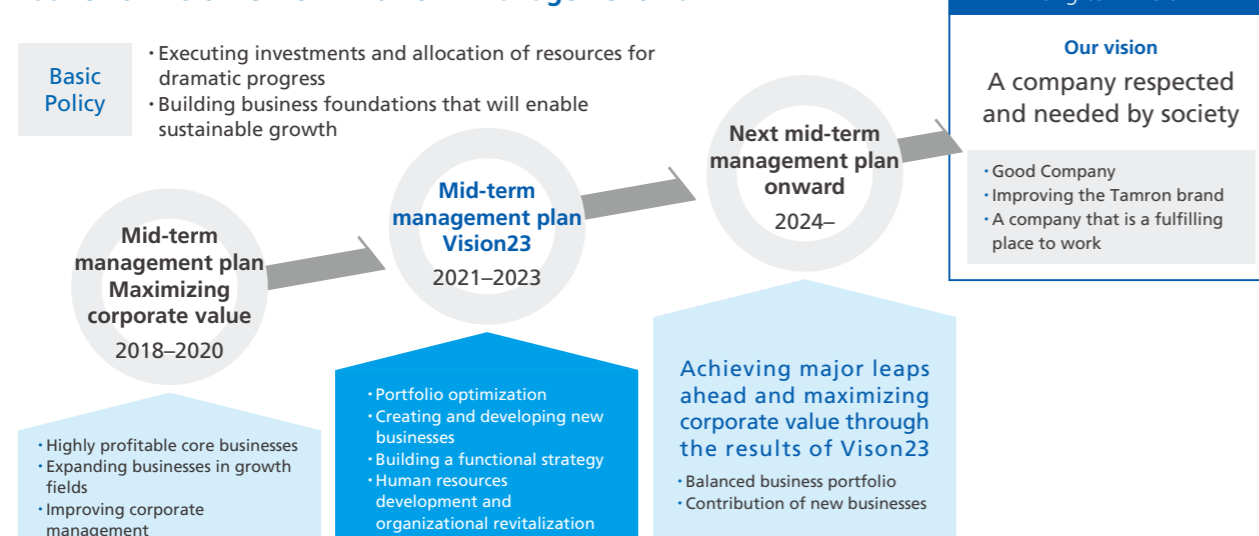 Basic
Policy
・Executing investments and allocation of resources for
dramatic progress
・Building business foundations that will enable
sustainable growth
Mid-term
management plan
Maximizing
corporate value
2018–2020
・Highly profitable core businesses
・Expanding businesses in growth
fields
・Improving corporate
management
Mid-term
management plan
Vision23
2021–2023
・Portfolio optimization
・Creating and developing new
businesses
・Building a functional strategy
・Human resources
development and
organizational revitalization
Next mid-term
management plan
onward
2024–
Achieving major leaps
ahead and maximizing
corporate value through
the results of Vison23
・Balanced business portfolio
・Contribution of new businesses
Our vision
A company respected
and needed by society
・Good Company
・Improving the Tamron brand
・A company that is a fulfilling
place to work